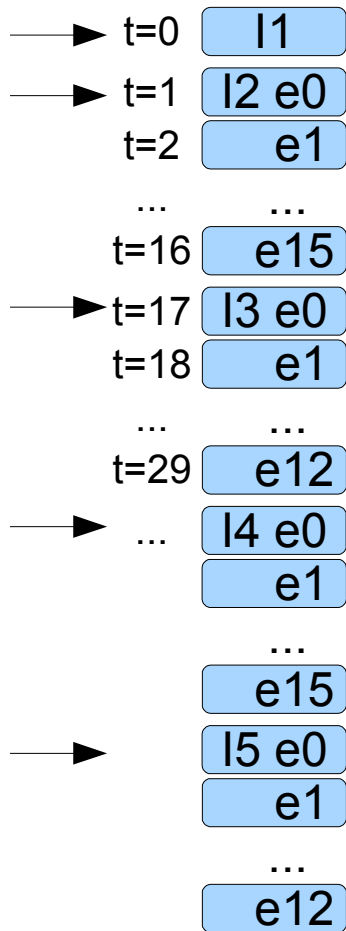 t=0 I1
t=1 I2 e0
t=2 e1
... ...
t=16 e15
t=17 I3 e0
t=18 e1
... ...
t=29 e12
... I4 e0
e1
...
e15
I5 e0
e1
...
e12